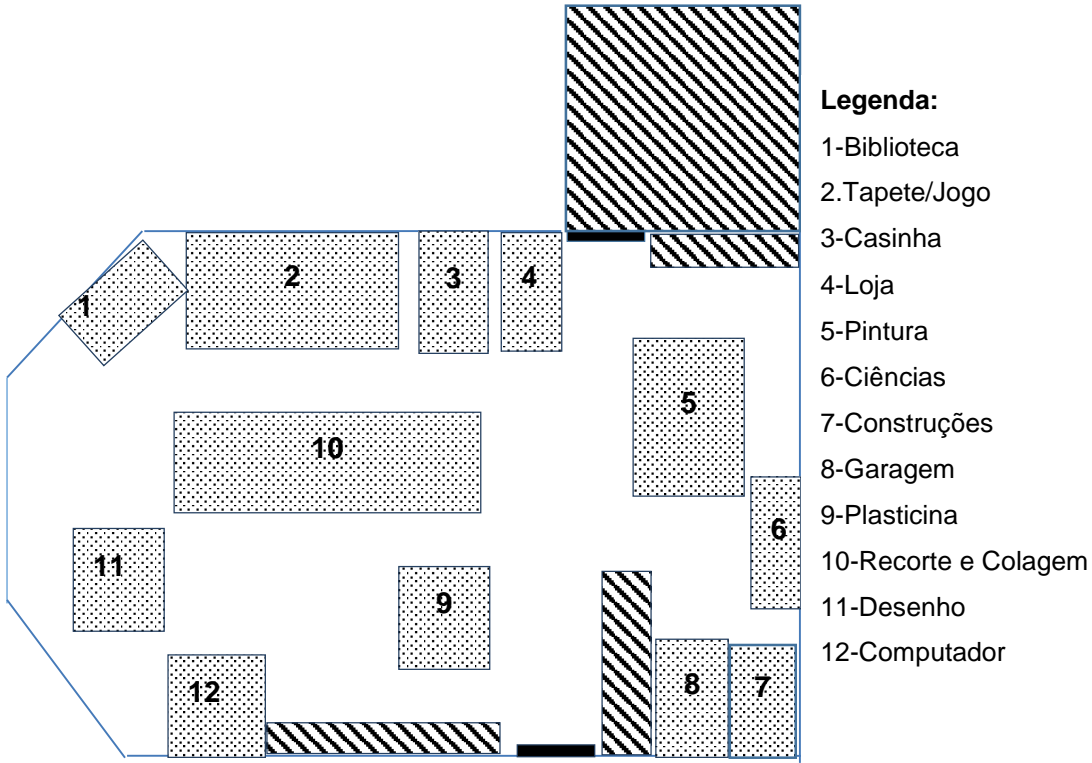 Legenda:
1-Biblioteca
2.Tapete/Jogo
3-Casinha
4-Loja
5-Pintura
6-Ciências
7-Construções
8-Garagem
9-Plasticina
10-Recorte e Colagem
11-Desenho
12-Computador
1
2
3
4
5
10
6
11
9
12
8
7